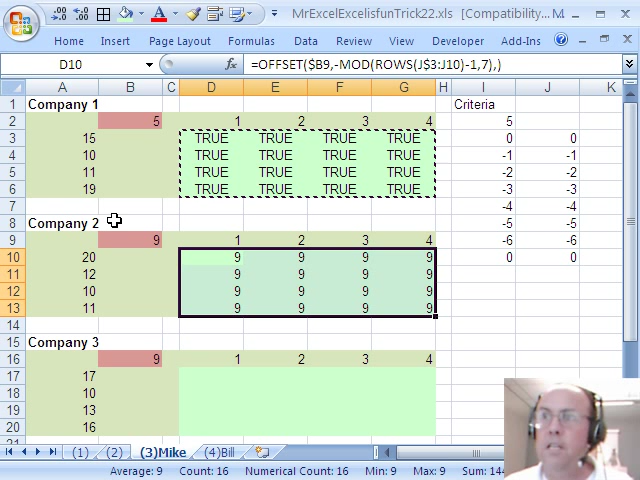 MrExcelExcelisfunTrick22.xls [Compatibility...
Home Insert Page Layout Formulas Data Review View Add-Ins
D10 fx =OFFSET($B9,-MOD(ROWS(J$3:J10)-1,7),)
A B C D E F G H I J K
1 Company 1 Criteria
2 5 1 2 3 4 5
3 15 TRUE TRUE TRUE TRUE 0 0
4 10 TRUE TRUE TRUE TRUE -1 -1
5 11 TRUE TRUE TRUE TRUE -2 -2
6 19 TRUE TRUE TRUE TRUE -3 -3
7 -4 -4
8 Company 2 -5 -5
9 9 1 2 3 4 -6 -6
10 20 9 9 9 9 0 0
11 12 9 9 9 9
12 10 9 9 9 9
13 11 9 9 9 9
14
15 Company 3
16 9 1 2 3 4
17 17
18 10
19 13
20 16
21
(1) (2) (3)Mike (4)Bill
Average: 9 Count: 16 Numerical Count: 16 Min: 9 Max: 9 Sum: 144